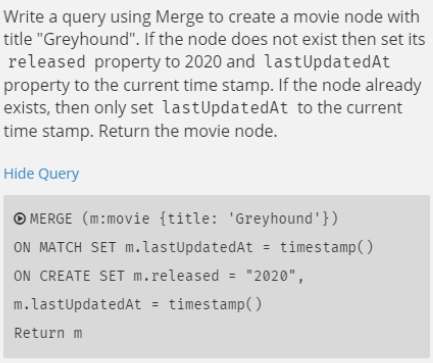 Write a query using Merge to create a movie node with
title "Greyhound". If the node does not exist then set its
released property to 2020 and lastUpdatedAt
property to the current time stamp. If the node already
exists, then only set lastUpdatedAt to the current
time stamp. Return the movie node.
Hide Query
MERGE (m:movie {title: 'Greyhound'})
ON MATCH SET m.lastUpdatedAt = timestamp()
ON CREATE SET m.released = "2020",
m.lastUpdatedAt = timestamp()
Return m